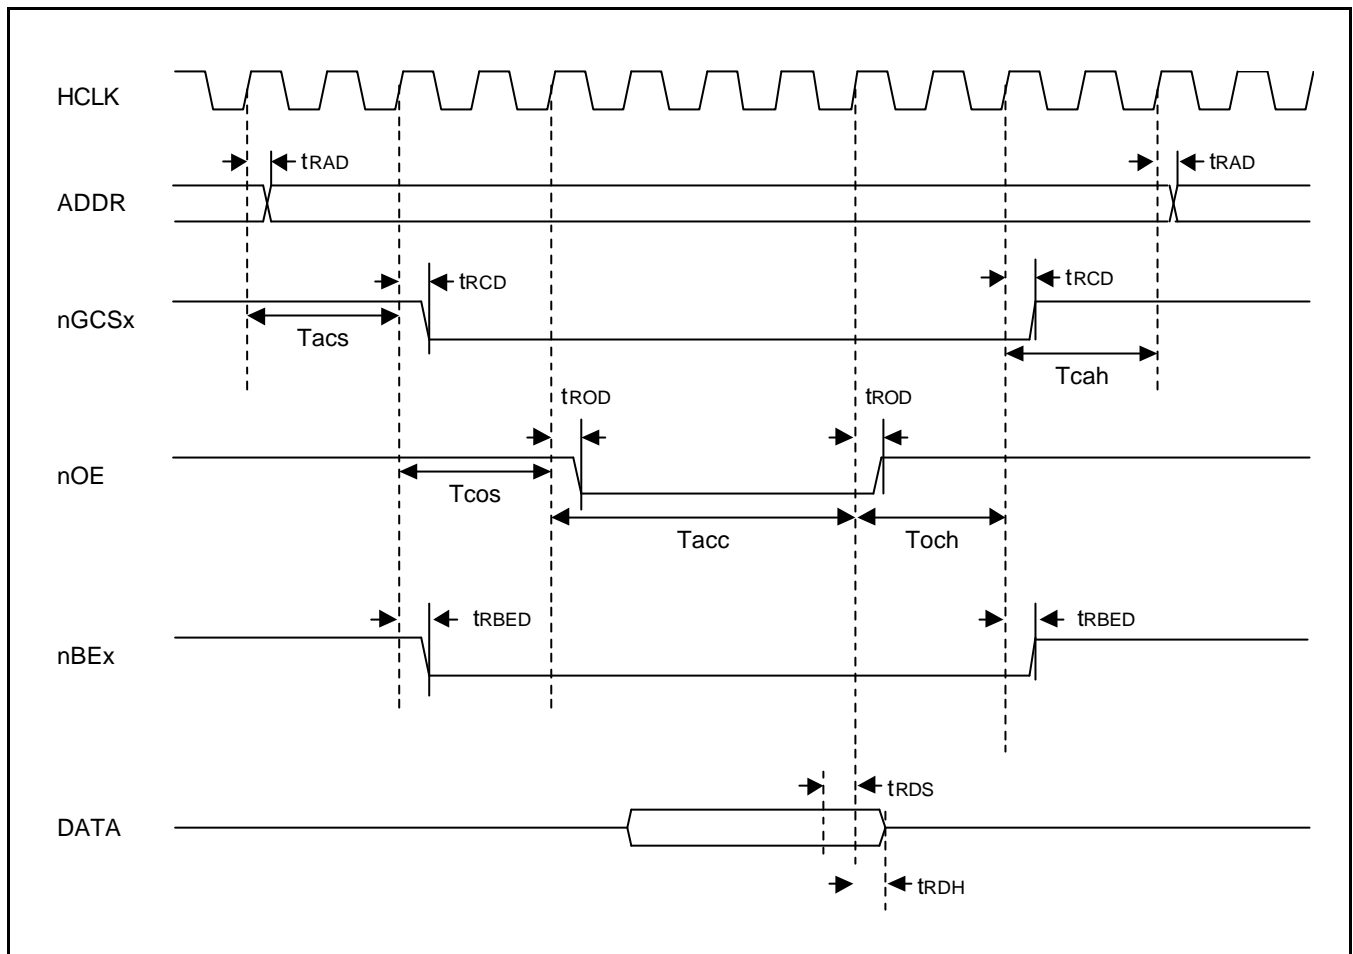 HCLK
tRAD
tRAD
ADDR
tRCD
tRCD
nGCSx
Tacs
Tcah
tROD
tROD
nOE
Tcos
Tacc
Toch
tRBED
tRBED
nBEx
tRDS
DATA
tRDH